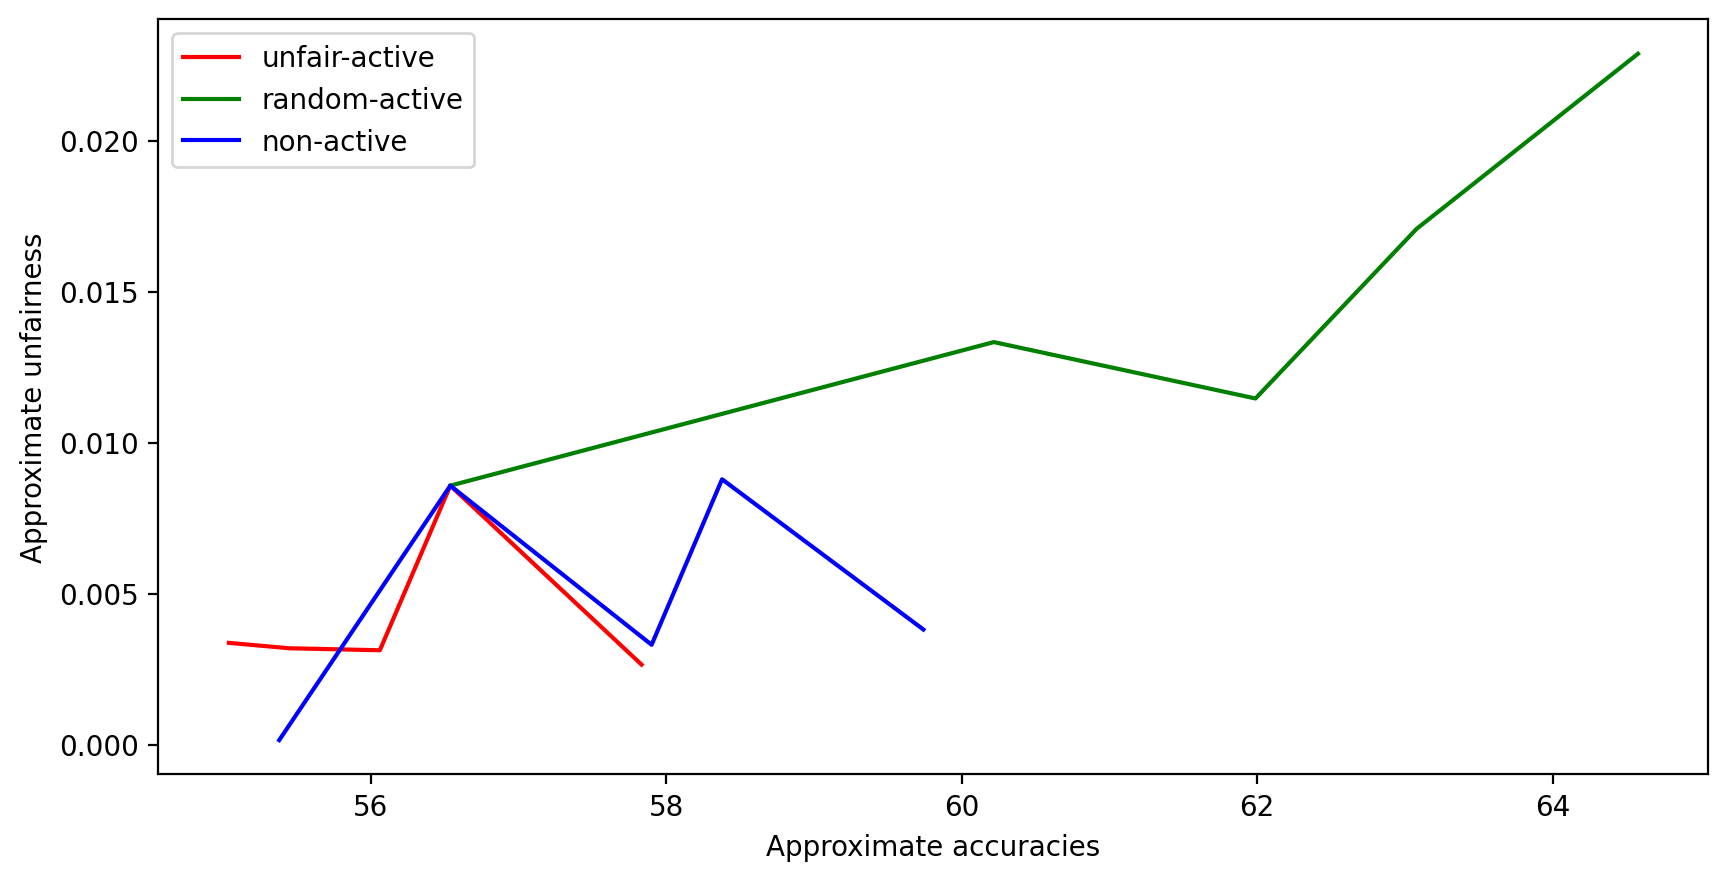 unfair-active
random-active
non-active
0.020
0.015
0.010
0.005
0.000
Approximate unfairness
56 58 60 62 64
Approximate accuracies